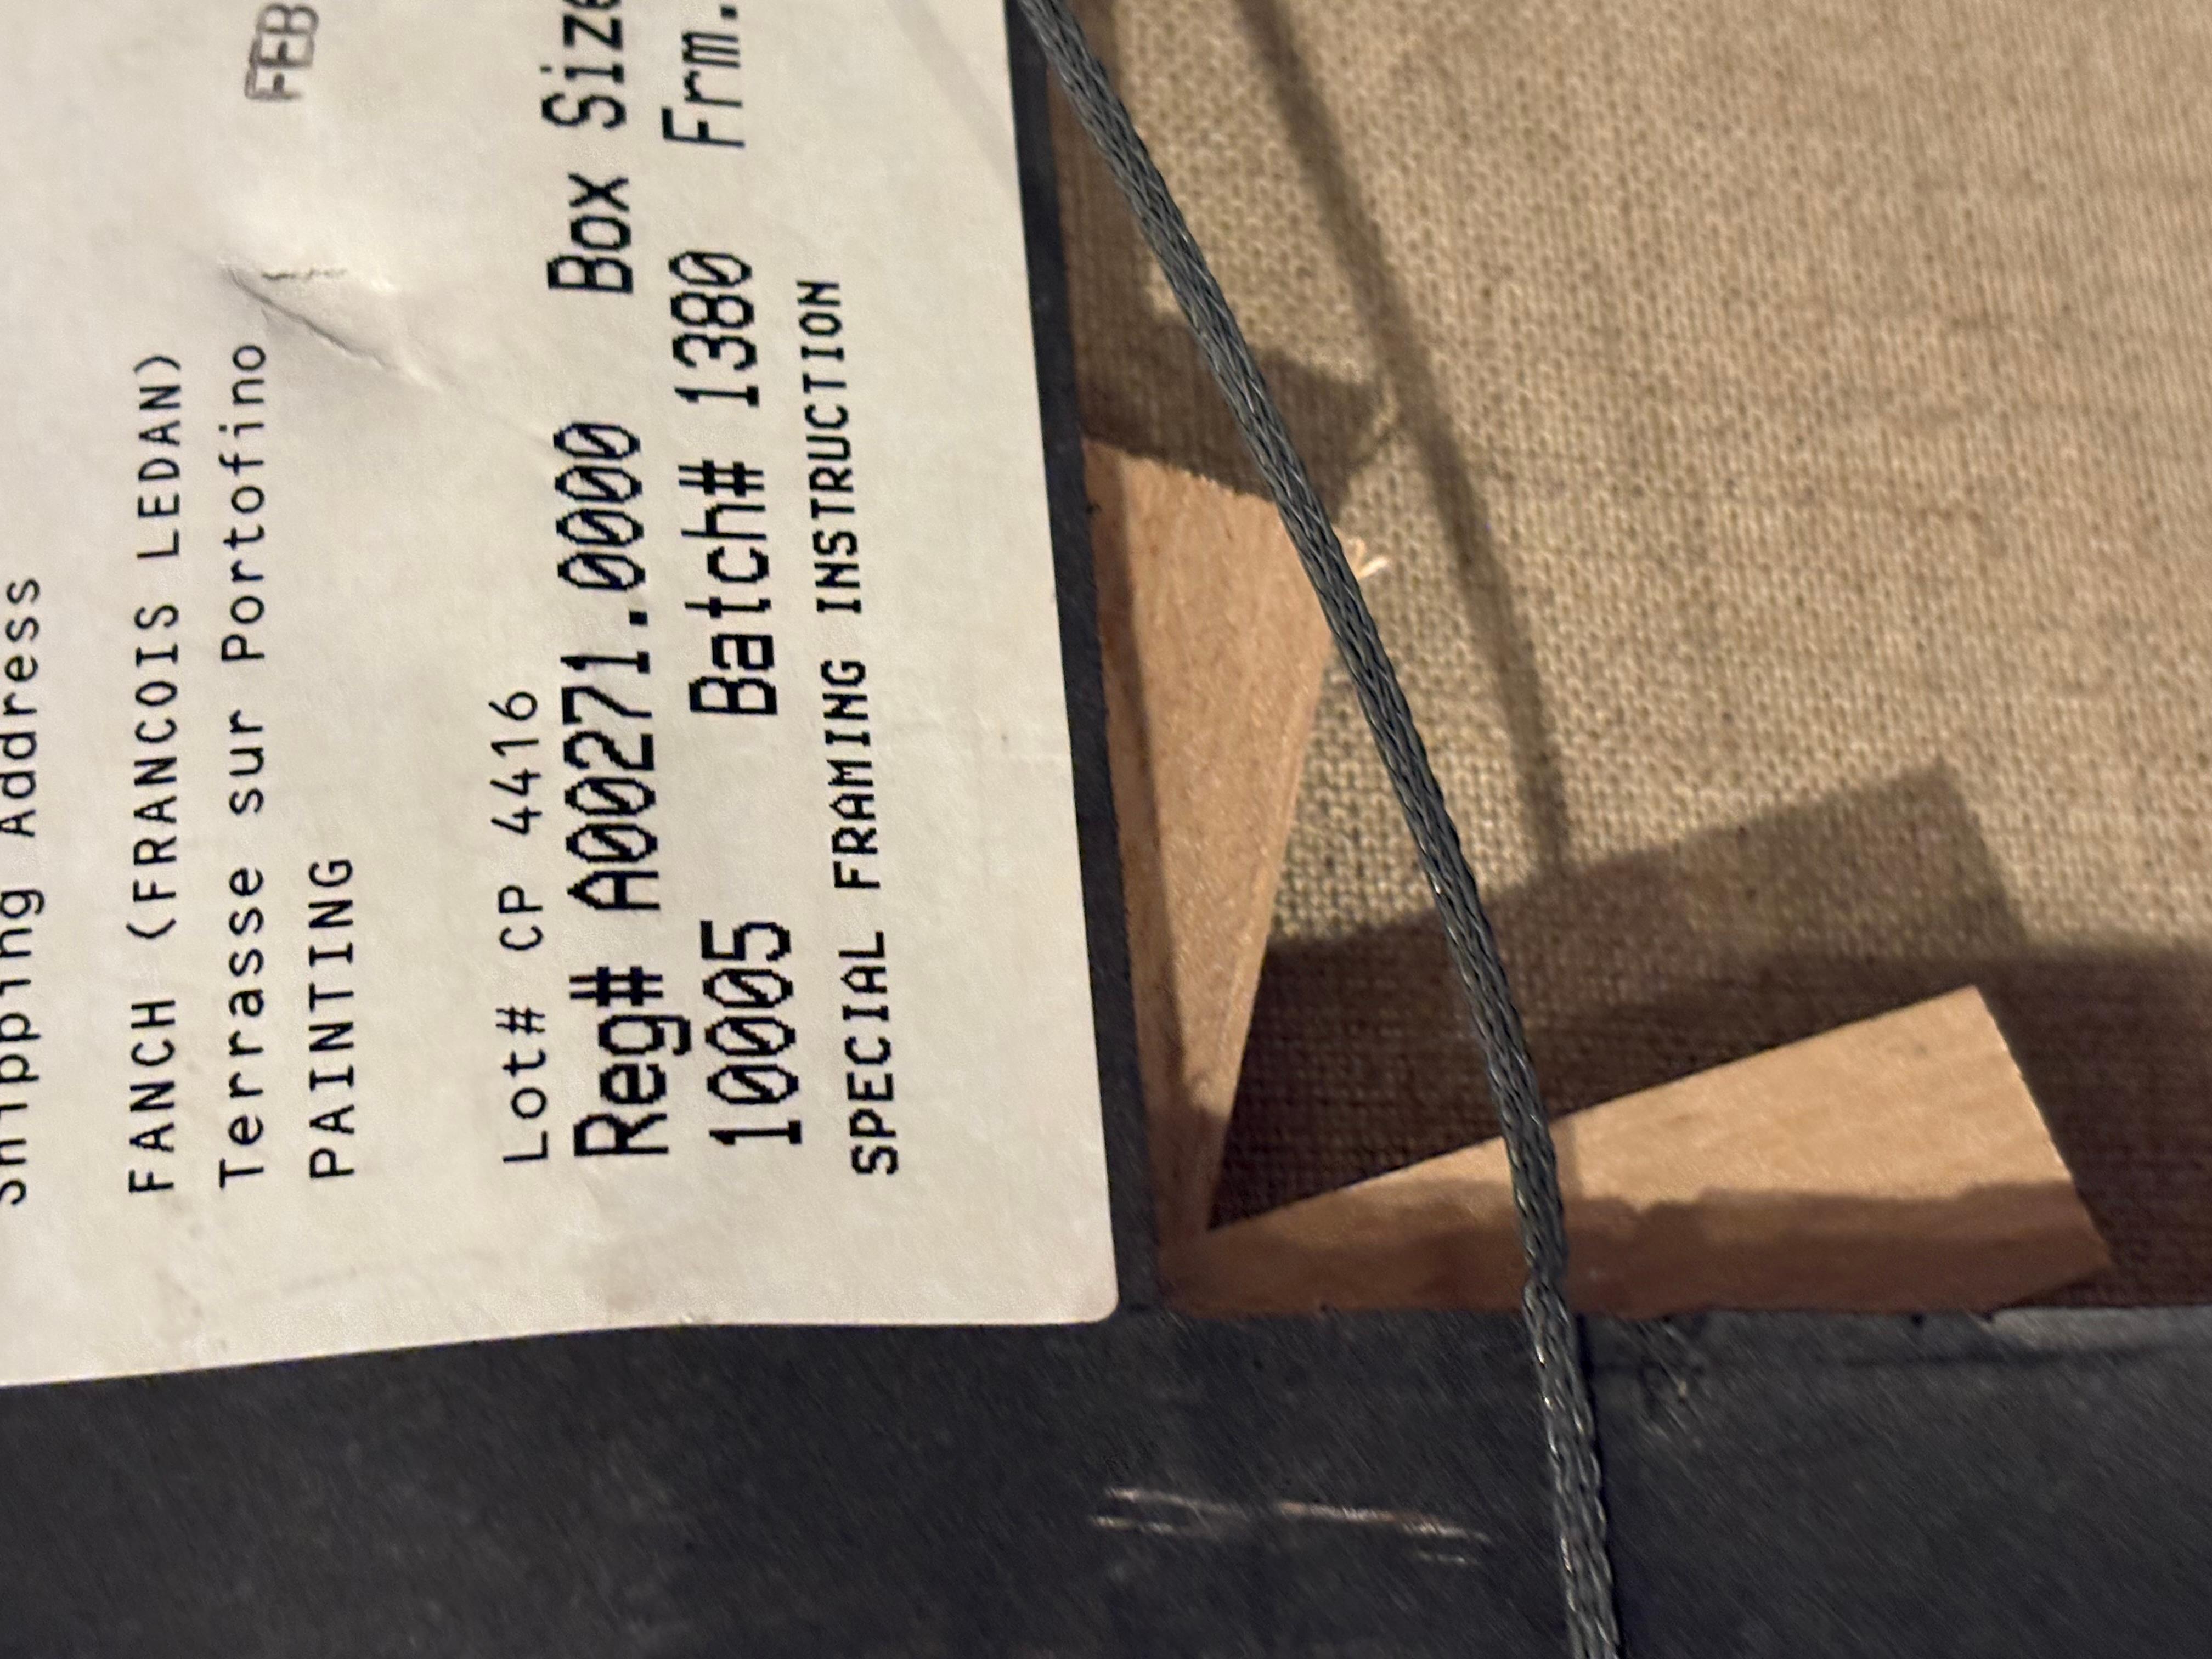 Shipping Address
FEB
FANCH (FRANCOIS LEDAN)
Terrasse sur Portofino
PAINTING
Lot# CP 4416
Reg# A00271.0000 Box Size
10005 Batch# 1380 Frm.
SPECIAL FRAMING INSTRUCTION